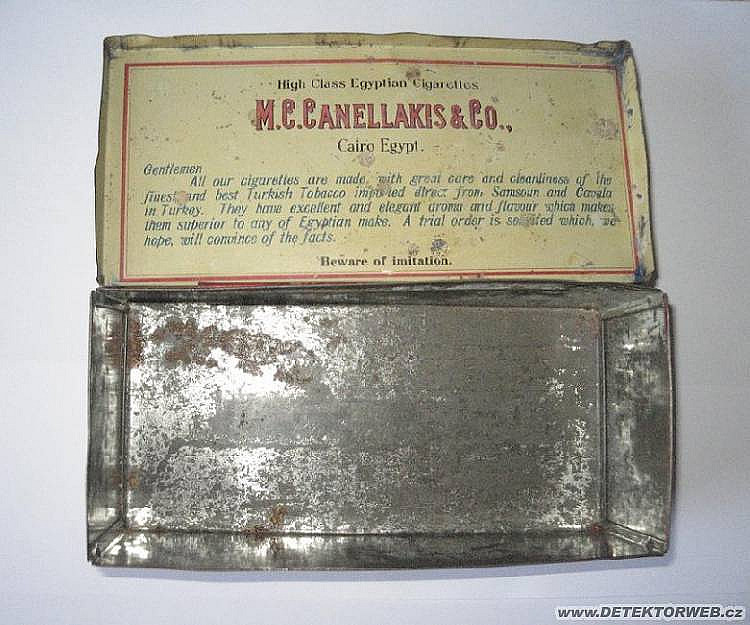 High Class Egyptian Cigarettes
M.C.CANELLAKIS & Co.,
Cairo Egypt.
Gentlemen
All our cigarettes are made, with great care and cleanliness of the
finest and best Turkish Tobacco imported direct from Samsoun and Cavala
in Turkey. They have excellent and elegant aroma and flavour which makes
them superior to any of Egyptian make. A trial order is solicited which, we
hope, will convince of the facts.
Beware of imitation.
www.DETEKTORWEB.cz